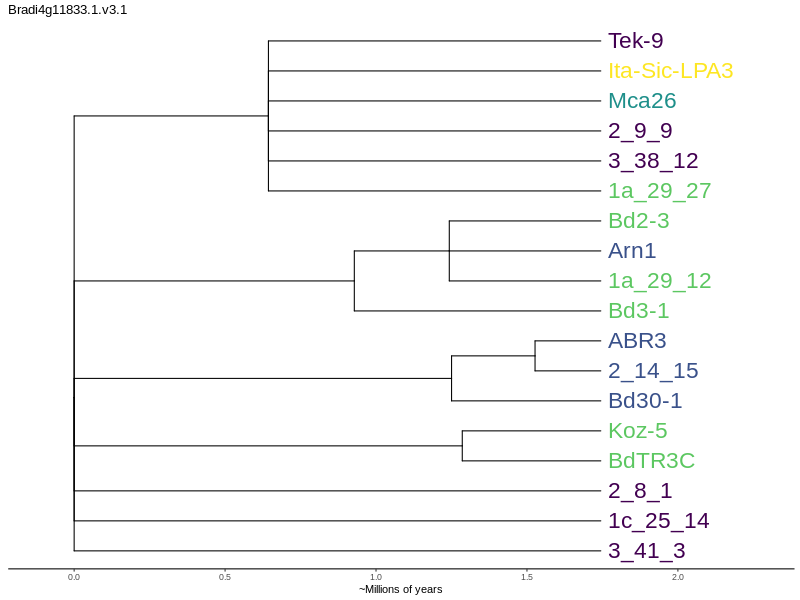 Bradi4g11833.1.v3.1
Tek-9
Ita-Sic-LPA3
Mca26
2_9_9
3_38_12
1a_29_27
Bd2-3
Arn1
1a_29_12
Bd3-1
ABR3
2_14_15
Bd30-1
Koz-5
BdTR3C
2_8_1
1c_25_14
3_41_3
0.0 0.5 1.0 1.5 2.0
~Millions of years